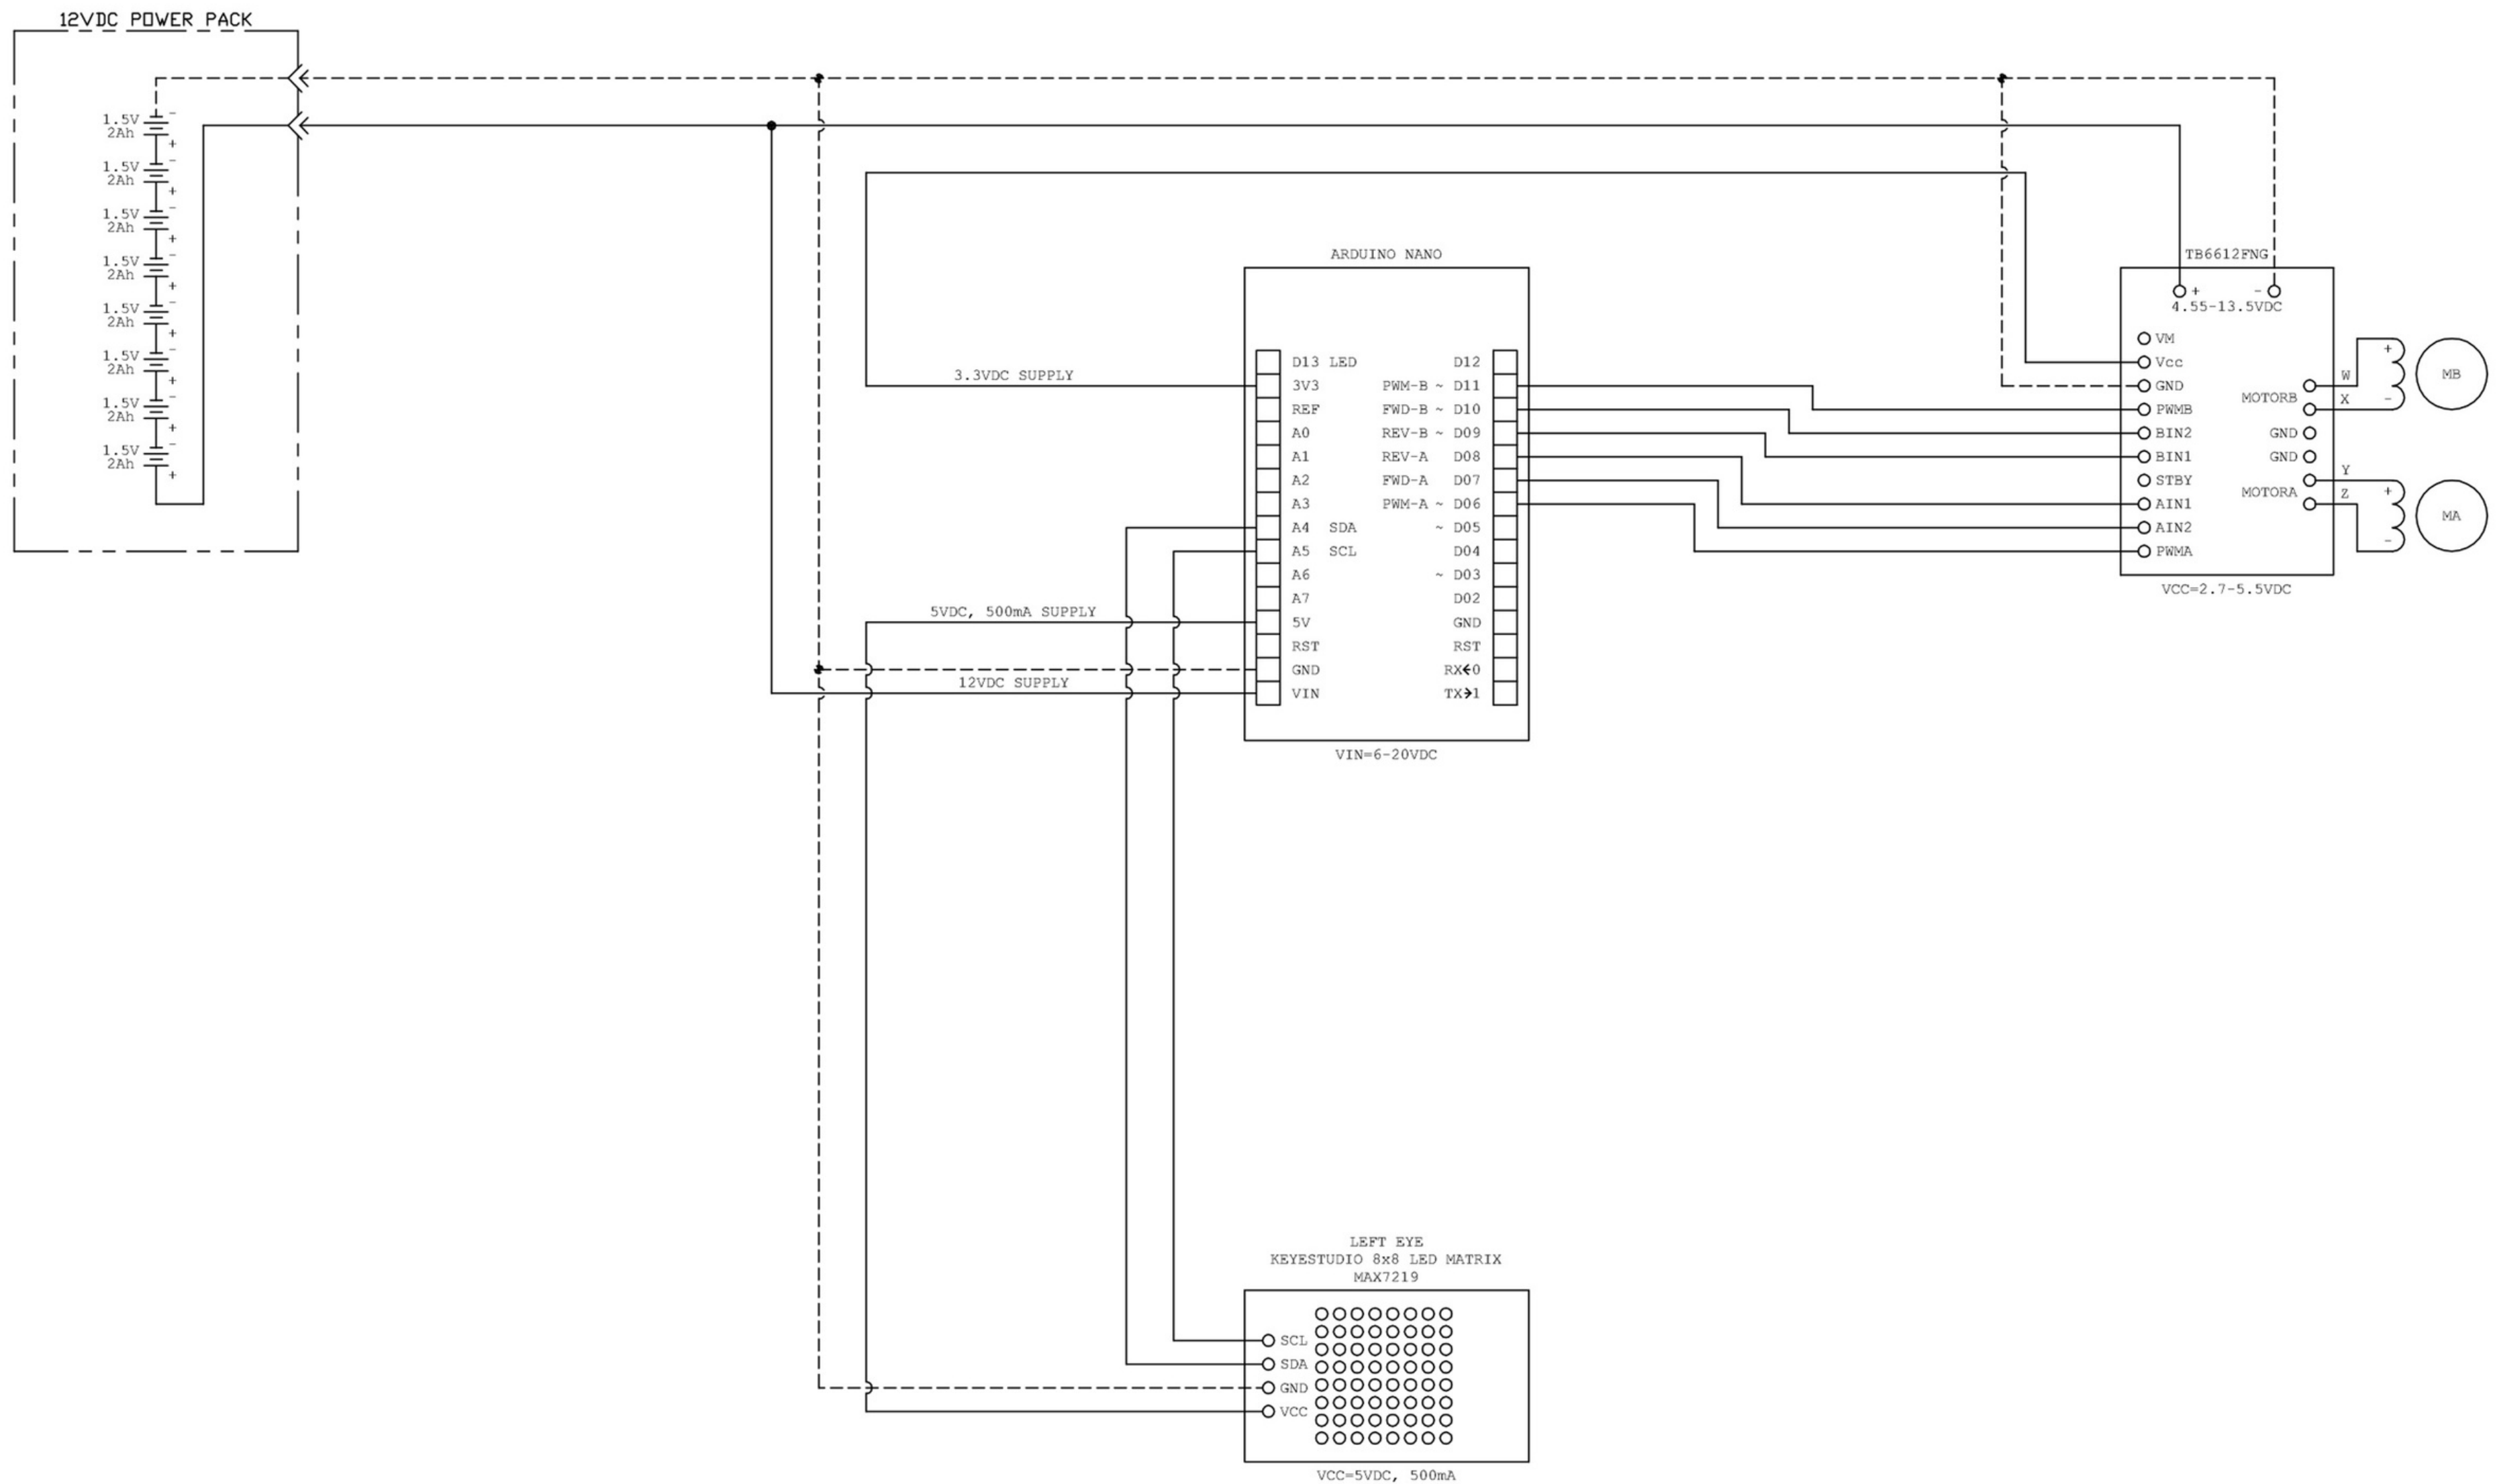 12VDC POWER PACK
1.5V
2Ah
-
+
1.5V
2Ah
-
+
1.5V
2Ah
-
+
1.5V
2Ah
-
+
1.5V
2Ah
-
+
1.5V
2Ah
-
+
1.5V
2Ah
-
+
1.5V
2Ah
-
+
3.3VDC SUPPLY
5VDC, 500mA SUPPLY
12VDC SUPPLY
ARDUINO NANO
D13 LED
3V3
REF
A0
A1
A2
A3
A4 SDA
A5 SCL
A6
A7
5V
RST
GND
VIN
D12
PWM-B ~ D11
FWD-B ~ D10
REV-B ~ D09
REV-A D08
FWD-A D07
PWM-A ~ D06
~ D05
D04
~ D03
D02
GND
RST
RX←0
TX→1
VIN=6-20VDC
TB6612FNG
+ -
4.55-13.5VDC
VM
Vcc
GND
PWMB
BIN2
BIN1
STBY
AIN1
AIN2
PWMA
MOTORB
GND
GND
MOTORA
VCC=2.7-5.5VDC
W
X
+
-
MB
Y
Z
+
-
MA
LEFT EYE
KEYESTUDIO 8x8 LED MATRIX
MAX7219
SCL
SDA
GND
VCC
VCC=5VDC, 500mA